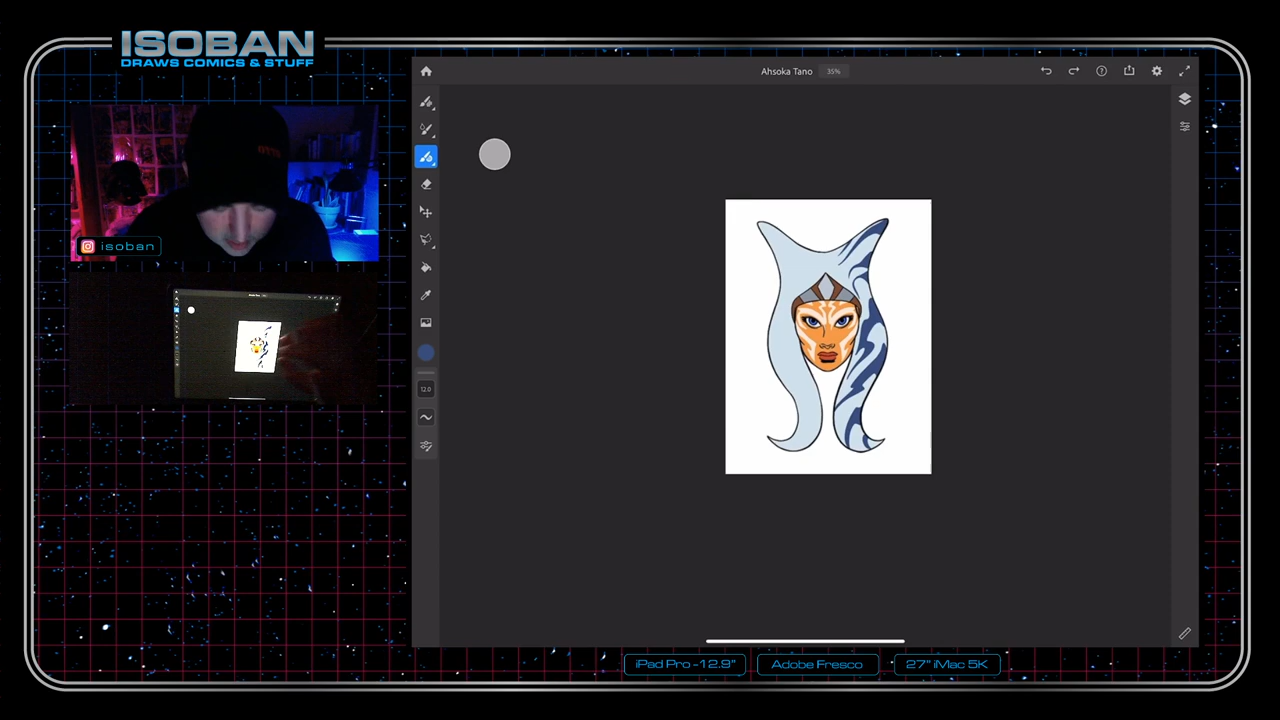 ISOBAN
DRAWS COMICS & STUFF
isoban
Ahsoka Tano
35%
12.0
iPad Pro -12.9"
Adobe Fresco
27" iMac 5K